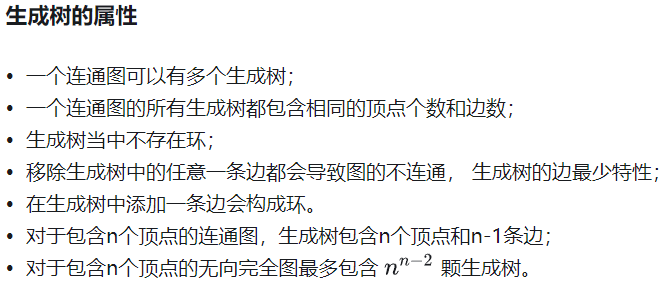 生成树的属性
• 一个连通图可以有多个生成树；
• 一个连通图的所有生成树都包含相同的顶点个数和边数；
• 生成树当中不存在环；
• 移除生成树中的任意一条边都会导致图的不连通， 生成树的边最少特性；
• 在生成树中添加一条边会构成环。
• 对于包含n个顶点的连通图，生成树包含n个顶点和n-1条边；
• 对于包含n个顶点的无向完全图最多包含 $n^{n-2}$ 颗生成树。